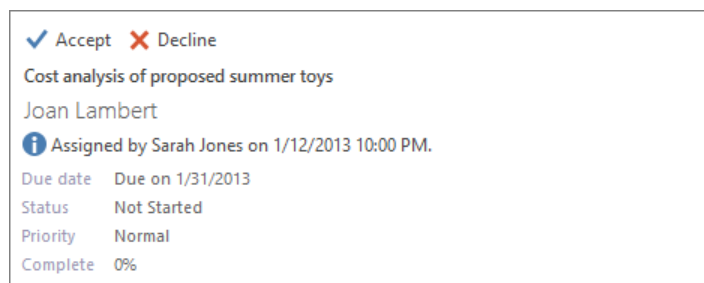 Accept Decline
Cost analysis of proposed summer toys
Joan Lambert
Assigned by Sarah Jones on 1/12/2013 10:00 PM.
Due date Due on 1/31/2013
Status Not Started
Priority Normal
Complete 0%